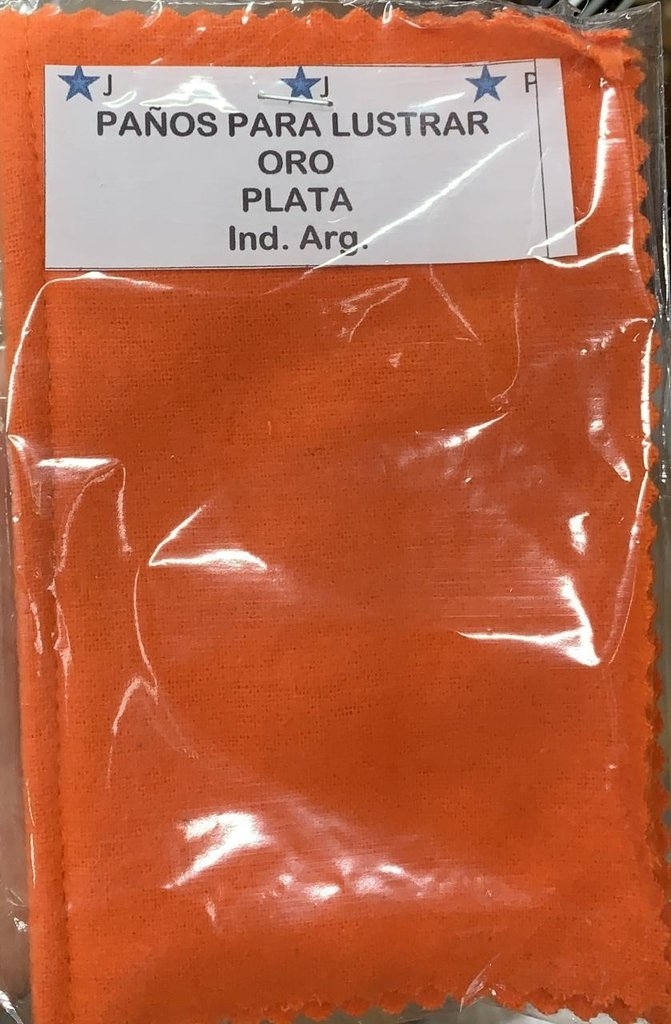 J J P
PAÑOS PARA LUSTRAR
ORO
PLATA
Ind. Arg.